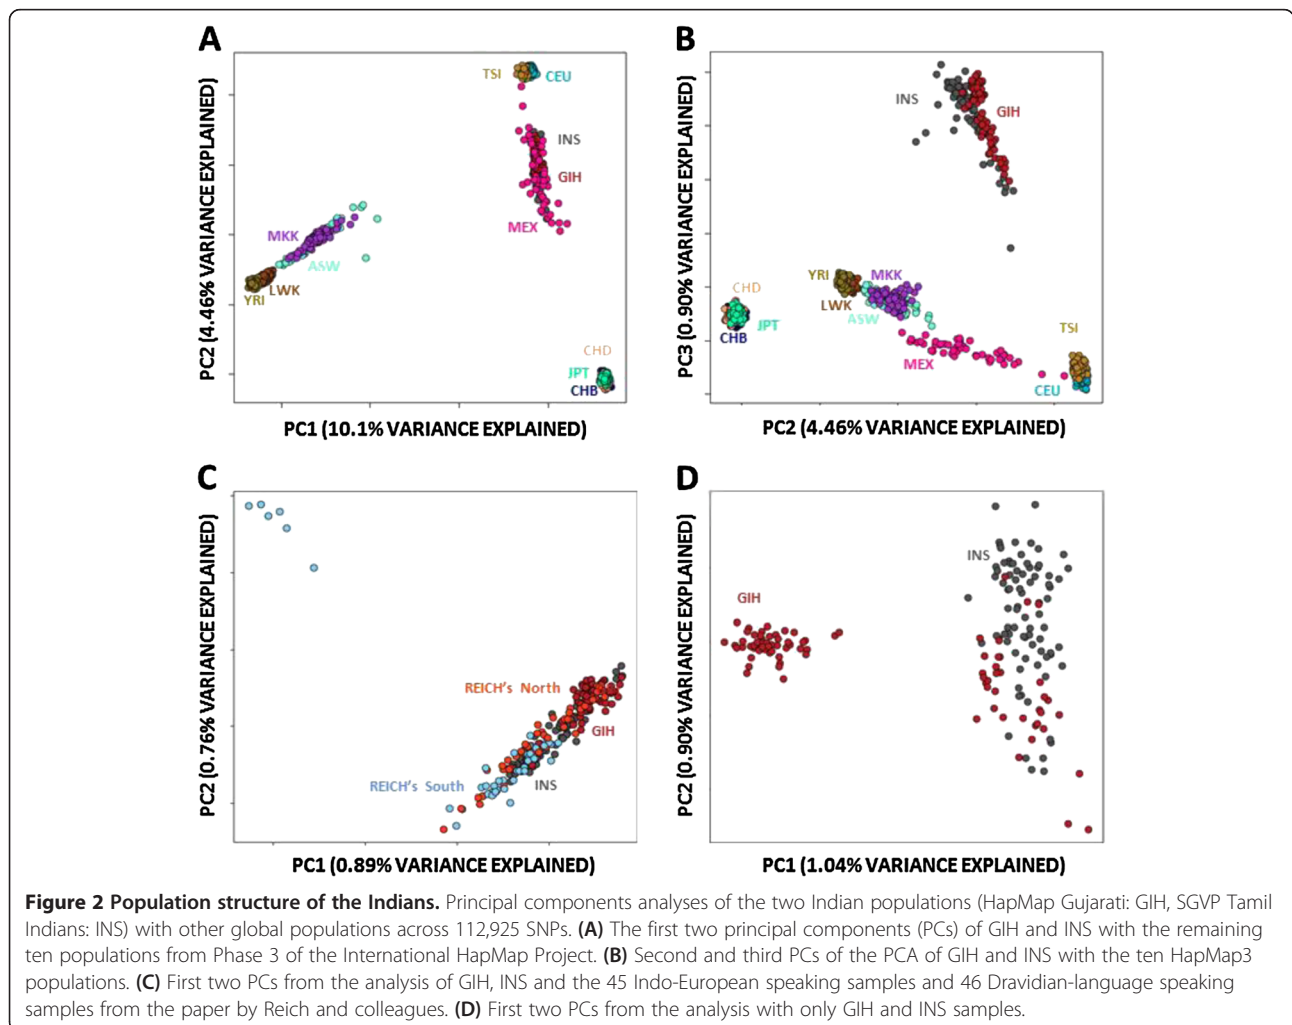 A
PC2 (4.46% VARIANCE EXPLAINED)
TSI
CEU
INS
GIH
MEX
MKK
ASW
LWK
YRI
CHD
JPT
CHB
PC1 (10.1% VARIANCE EXPLAINED)
B
PC3 (0.90% VARIANCE EXPLAINED)
INS
GIH
YRI
MKK
LWK
ASW
CHD
JPT
CHB
MEX
TSI
CEU
PC2 (4.46% VARIANCE EXPLAINED)
C
PC2 (0.76% VARIANCE EXPLAINED)
REICH's North
GIH
REICH's South
INS
PC1 (0.89% VARIANCE EXPLAINED)
D
PC2 (0.90% VARIANCE EXPLAINED)
INS
GIH
PC1 (1.04% VARIANCE EXPLAINED)
Figure 2 Population structure of the Indians. Principal components analyses of the two Indian populations (HapMap Gujarati: GIH, SGVP Tamil
Indians: INS) with other global populations across 112,925 SNPs. (A) The first two principal components (PCs) of GIH and INS with the remaining
ten populations from Phase 3 of the International HapMap Project. (B) Second and third PCs of the PCA of GIH and INS with the ten HapMap3
populations. (C) First two PCs from the analysis of GIH, INS and the 45 Indo-European speaking samples and 46 Dravidian-language speaking
samples from the paper by Reich and colleagues. (D) First two PCs from the analysis with only GIH and INS samples.